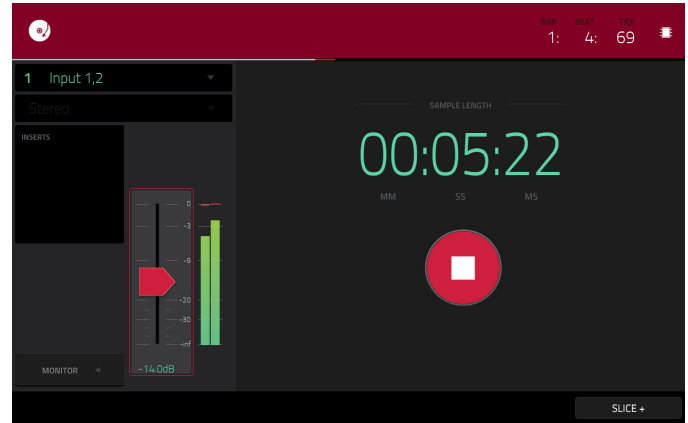 BAR BEAT TICK
1: 4: 69
1 Input 1,2
Stereo
INSERTS
SAMPLE LENGTH
00:05:22
MM SS MS
0
-3
-9
-20
-30
-inf
-14.0dB
MONITOR
SLICE +